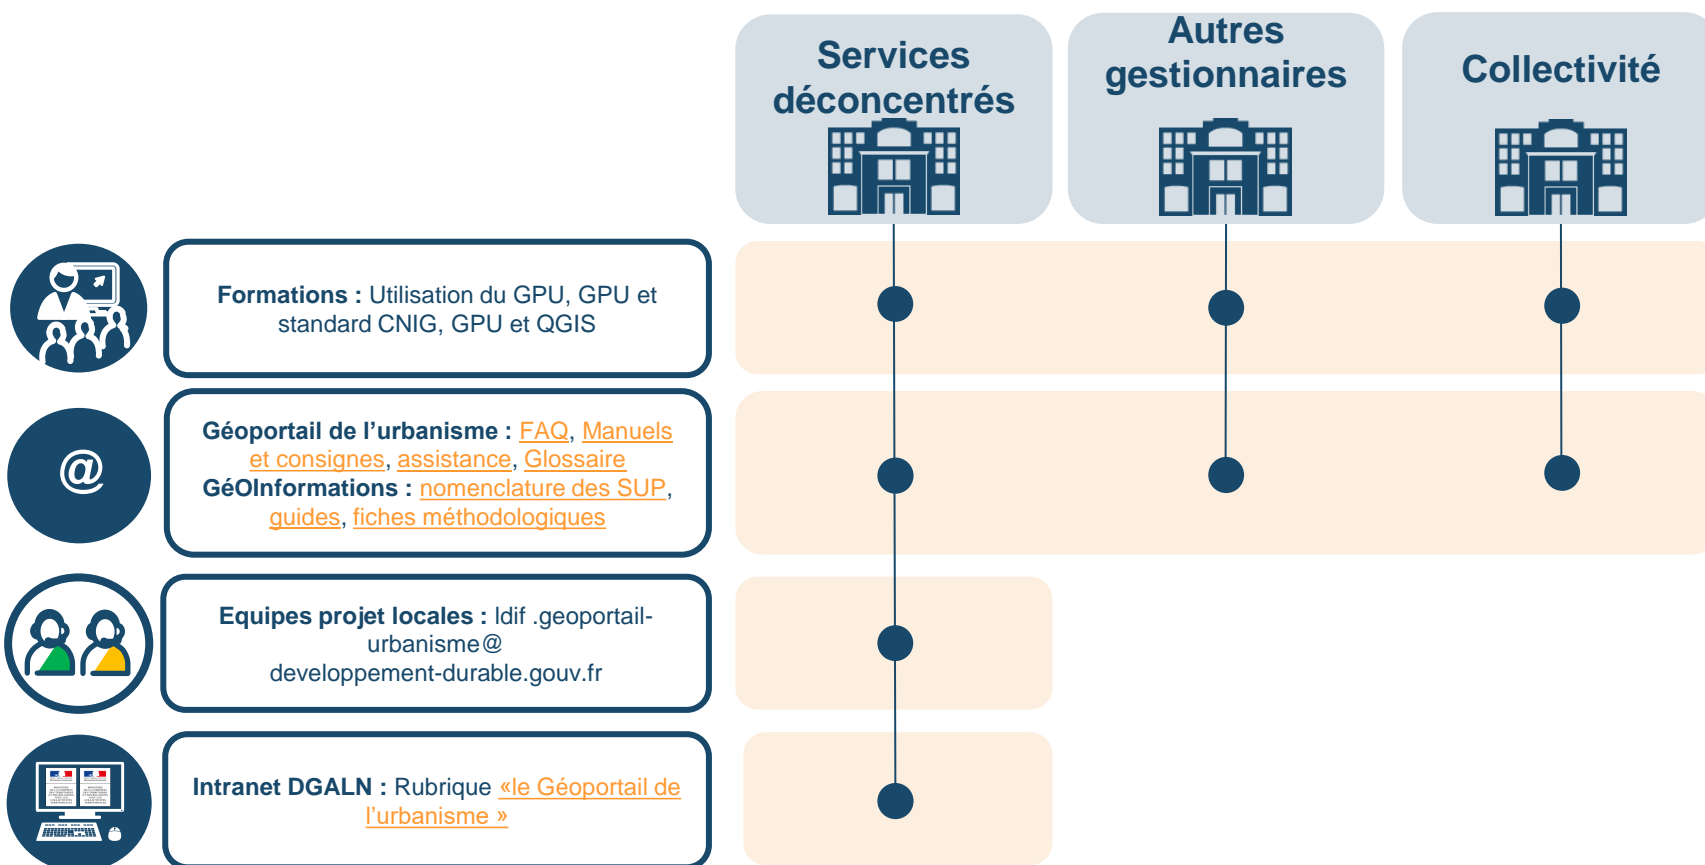 Services
déconcentrés
Autres
gestionnaires
Collectivité
Formations : Utilisation du GPU, GPU et
standard CNIG, GPU et QGIS
@
Géoportail de l’urbanisme : FAQ, Manuels
et consignes, assistance, Glossaire
GéOInformations : nomenclature des SUP,
guides, fiches méthodologiques
Equipes projet locales : ldif .geoportail-
urbanisme@
developpement-durable.gouv.fr
Intranet DGALN : Rubrique «le Géoportail de
l’urbanisme »